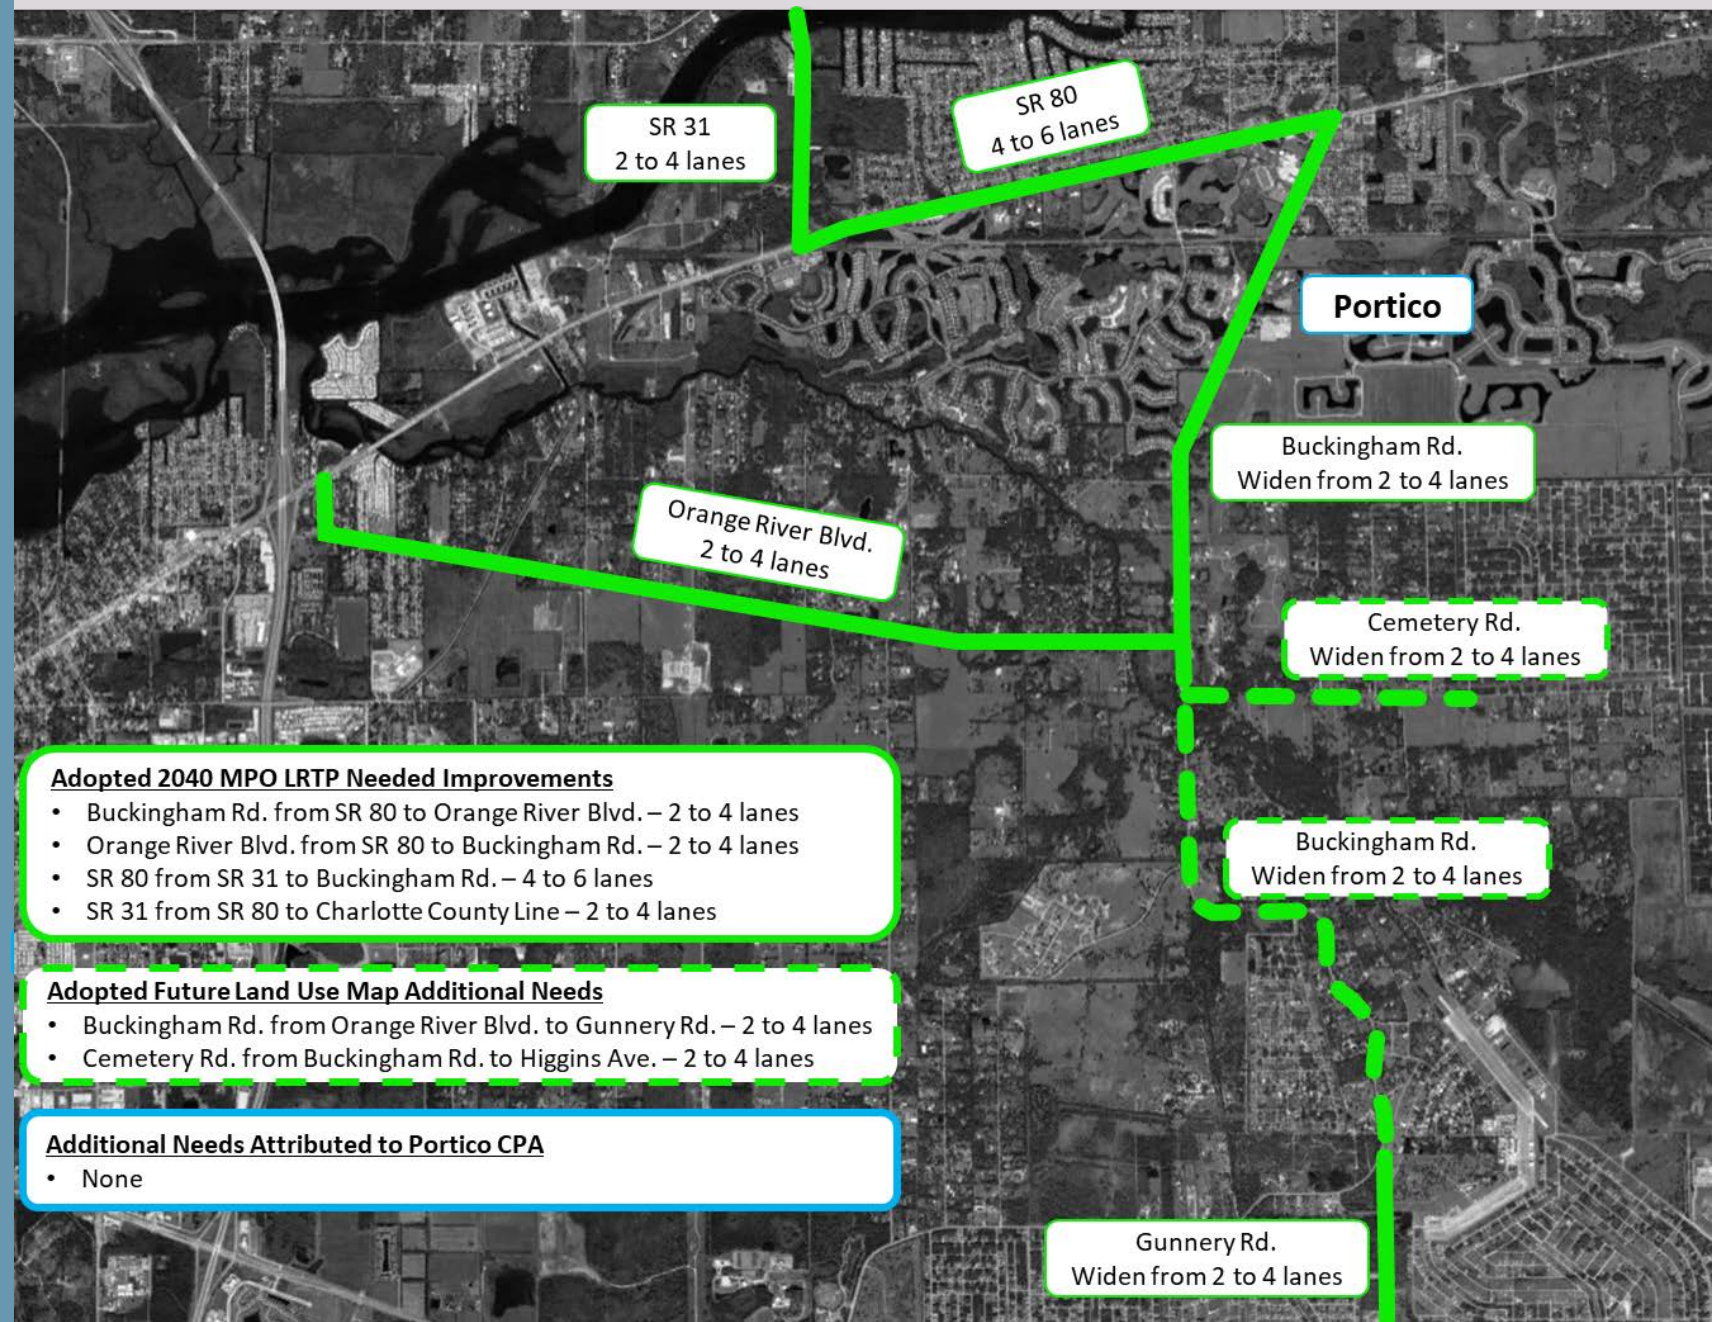 SR 31
2 to 4 lanes
SR 80
4 to 6 lanes
Portico
Buckingham Rd.
Widen from 2 to 4 lanes
Orange River Blvd.
2 to 4 lanes
Cemetery Rd.
Widen from 2 to 4 lanes
Adopted 2040 MPO LRTP Needed Improvements
• Buckingham Rd. from SR 80 to Orange River Blvd. – 2 to 4 lanes
• Orange River Blvd. from SR 80 to Buckingham Rd. – 2 to 4 lanes
• SR 80 from SR 31 to Buckingham Rd. – 4 to 6 lanes
• SR 31 from SR 80 to Charlotte County Line – 2 to 4 lanes
Buckingham Rd.
Widen from 2 to 4 lanes
Adopted Future Land Use Map Additional Needs
• Buckingham Rd. from Orange River Blvd. to Gunnery Rd. – 2 to 4 lanes
• Cemetery Rd. from Buckingham Rd. to Higgins Ave. – 2 to 4 lanes
Additional Needs Attributed to Portico CPA
• None
Gunnery Rd.
Widen from 2 to 4 lanes